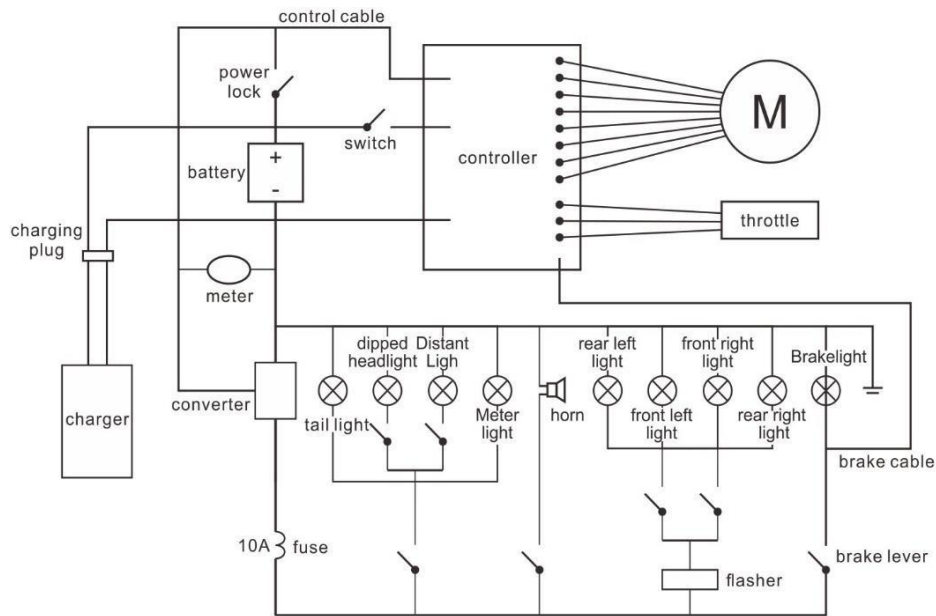 control cable
power
lock
switch
battery
+
-
controller
M
throttle
charging
plug
meter
charger
converter
tail light
dipped
headlight
Distant
Ligh
Meter
light
horn
rear left
light
front left
light
front right
light
rear right
light
Brakelight
brake cable
10A
fuse
flasher
brake lever